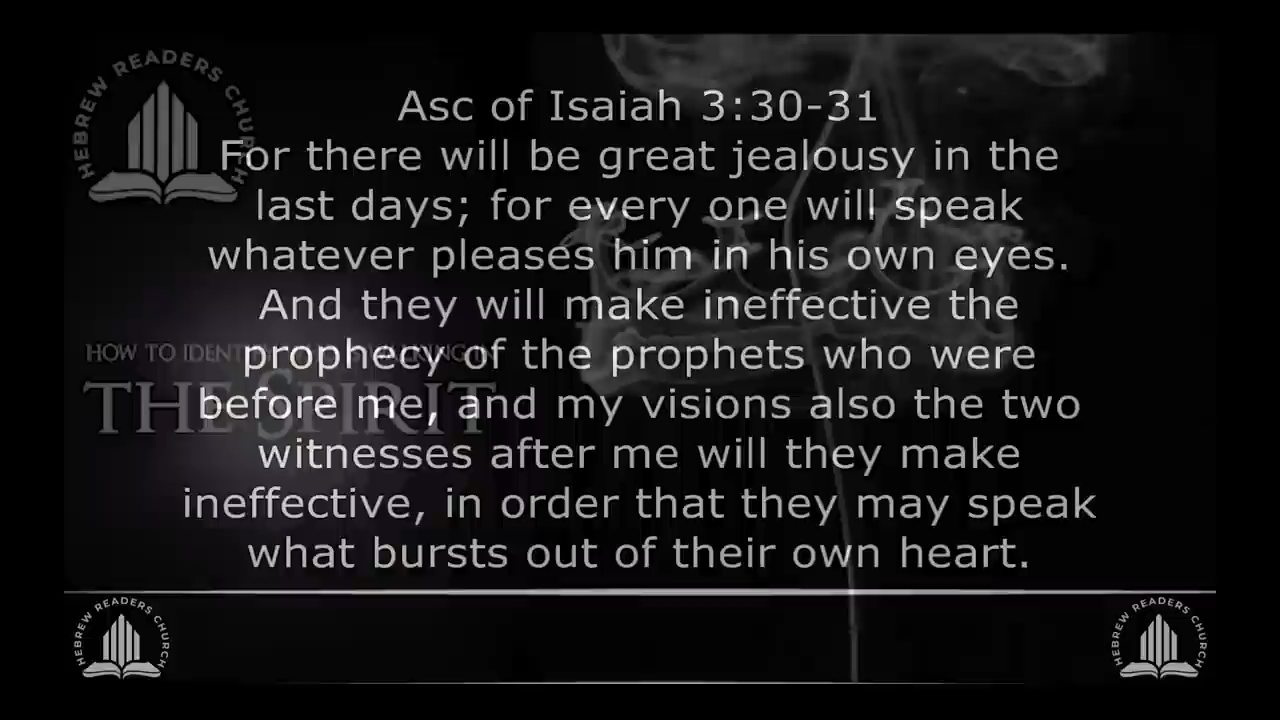 HEBREW READERS CHURCH
Asc of Isaiah 3:30-31
For there will be great jealousy in the
last days; for every one will speak
whatever pleases him in his own eyes.
And they will make ineffective the
prophecy of the prophets who were
before me, and my visions also the two
witnesses after me will they make
ineffective, in order that they may speak
what bursts out of their own heart.
HOW TO IDENTIFY WALKING IN
THE SPIRIT
HEBREW READERS CHURCH
HEBREW READERS CHURCH